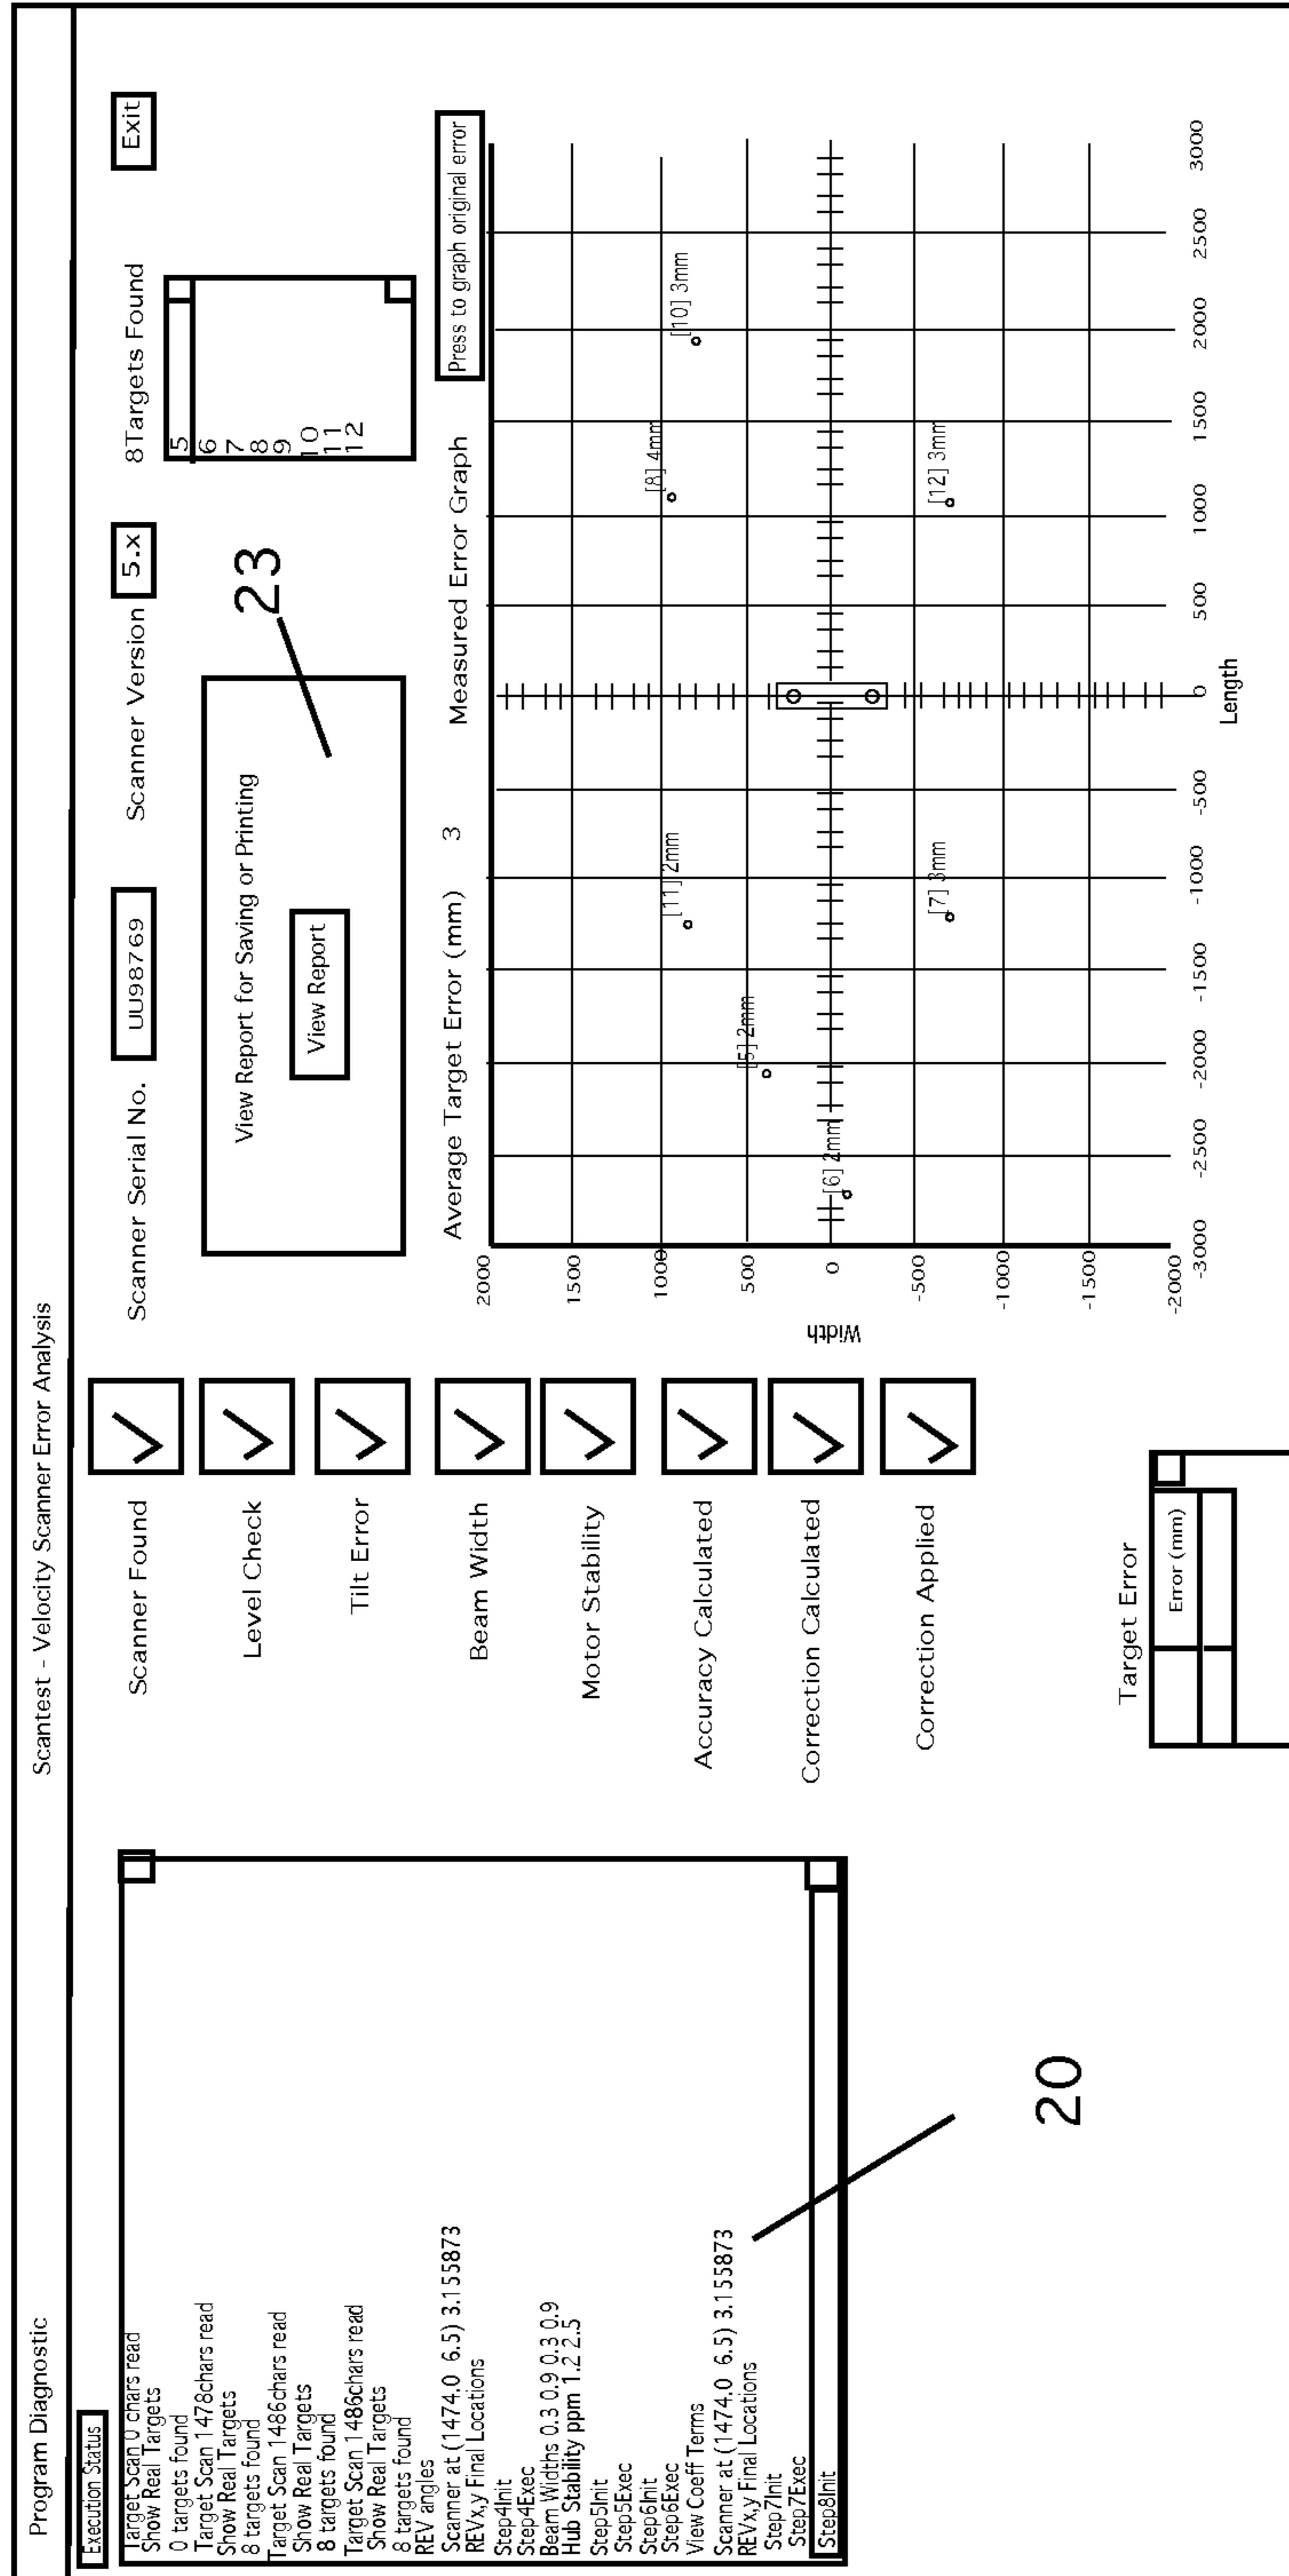 Program Diagnostic
Scantest - Velocity Scanner Error Analysis
Execution Status
Target Scan 0 chars read
Show Real Targets
0 targets found
Target Scan 1478chars read
Show Real Targets
8 targets found
Target Scan 1486chars read
Show Real Targets
8 targets found
Target Scan 1486chars read
Show Real Targets
8 targets found
REV angles
Scanner at (1474.0 6.5) 3.155873
REVx,y Final Locations
Step4Init
Step4Exec
Beam Widths 0.3 0.9 0.3 0.9
Hub Stability ppm 1.2 2.5
Step5Init
Step5Exec
Step6Init
Step6Exec
View Coeff Terms
Scanner at (1474.0 6.5) 3.155873
REVx,y Final Locations
Step7Init
Step7Exec
Step8Init
20
Scanner Found
Level Check
Tilt Error
Beam Width
Motor Stability
Accuracy Calculated
Correction Calculated
Correction Applied
Target Error
Error (mm)
Scanner Serial No. UU98769 Scanner Version 5.x 8Targets Found Exit
5
6
7
8
9
10
11
12
View Report for Saving or Printing
View Report
23
Average Target Error (mm) 3 Measured Error Graph Press to graph original error
2000
1500
1000
500
0
-500
-1000
-1500
-2000
Width
[8] 4mm
[11] 2mm
[10] 3mm
[5] 2mm
[6] 2mm
[7] 3mm
[12] 3mm
-3000 -2500 -2000 -1500 -1000 -500 0 500 1000 1500 2000 2500 3000
Length